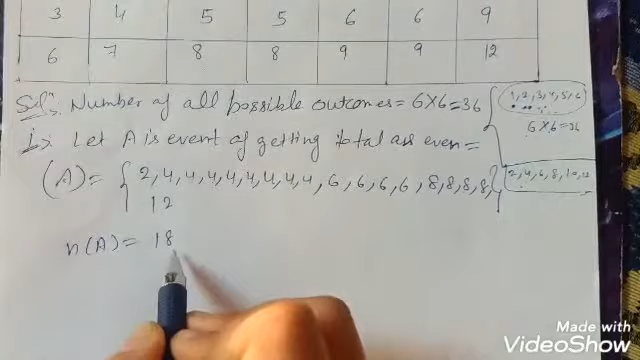 3 4 5 5 6 6 9
6 7 8 8 9 9 12
Solⁿ: Number of all possible outcomes = 6×6=36
1,2,3,4,5,6
6×6=36
Let A is event of getting total as even =
(A) = { 2,4,4,4,4,4,4,4,4,6,6,6,6,8,8,8,8,
2,4,6,8,10,12
12
n(A)= 18
Made with
VideoShow